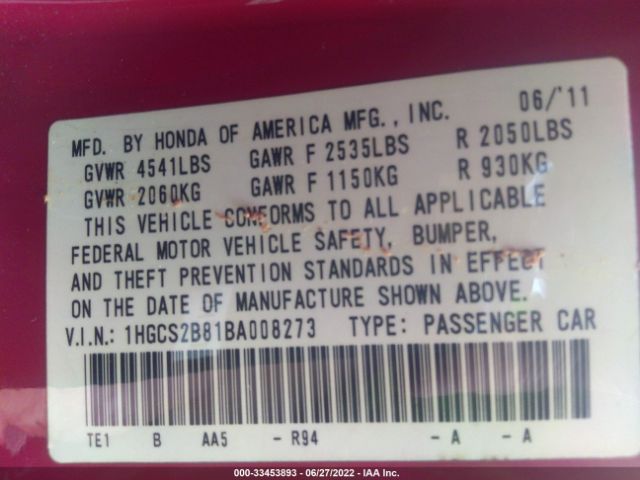 06/'11
MFD. BY HONDA OF AMERICA MFG., INC.
GVWR 4541LBS GAWR F 2535LBS R 2050LBS
GVWR 2060KG GAWR F 1150KG R 930KG
THIS VEHICLE CONFORMS TO ALL APPLICABLE
FEDERAL MOTOR VEHICLE SAFETY, BUMPER,
AND THEFT PREVENTION STANDARDS IN EFFECT
ON THE DATE OF MANUFACTURE SHOWN ABOVE.
V.I.N.: 1HGCS2B81BA008273 TYPE: PASSENGER CAR
TE1 B AA5 - R94 - A - A
000-33453893 - 06/27/2022 - IAA Inc.